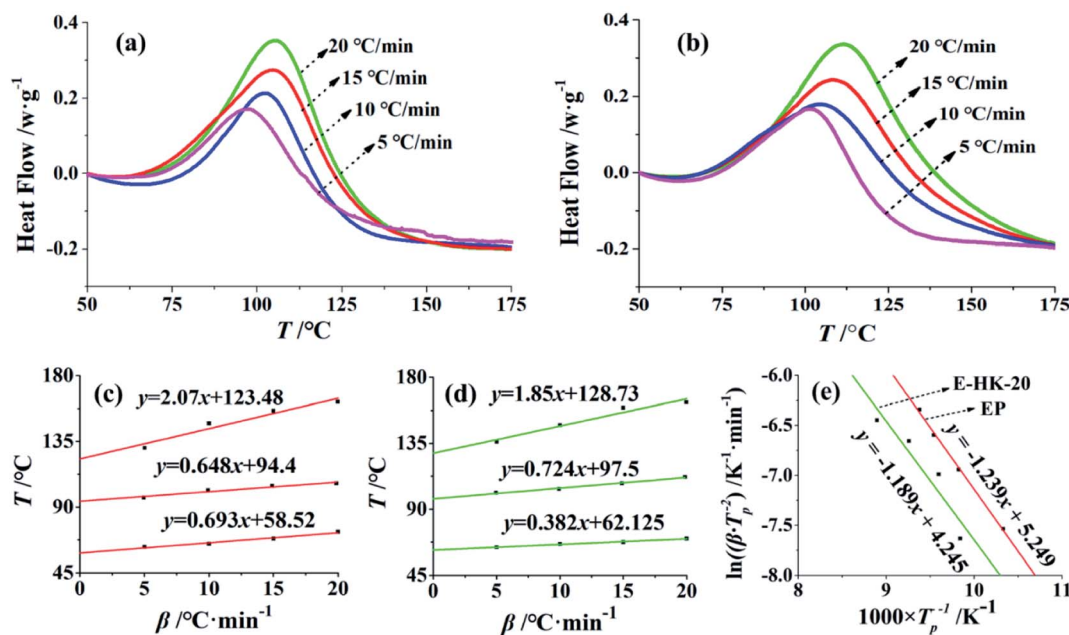 (a)
0.4
0.2
0.0
-0.2
Heat Flow /w·g⁻¹
20 °C/min
15 °C/min
10 °C/min
5 °C/min
50 75 100 125 150 175
T /°C
(b)
0.4
0.2
0.0
-0.2
Heat Flow /w·g⁻¹
20 °C/min
15 °C/min
10 °C/min
5 °C/min
50 75 100 125 150 175
T /°C
(c)
180
135
90
45
T /°C
y=2.07x+123.48
y=0.648x+94.4
y=0.693x+58.52
0 5 10 15 20
β /°C·min⁻¹
(d)
180
135
90
45
T /°C
y=1.85x+128.73
y=0.724x+97.5
y=0.382x+62.125
0 5 10 15 20
β /°C·min⁻¹
(e)
-6.0
-6.5
-7.0
-7.5
-8.0
ln((β·Tₚ⁻²) /K⁻¹·min⁻¹)
E-HK-20
EP
y = -1.239x + 5.249
y = -1.189x + 4.245
8 9 10 11
1000×Tₚ⁻¹ /K⁻¹